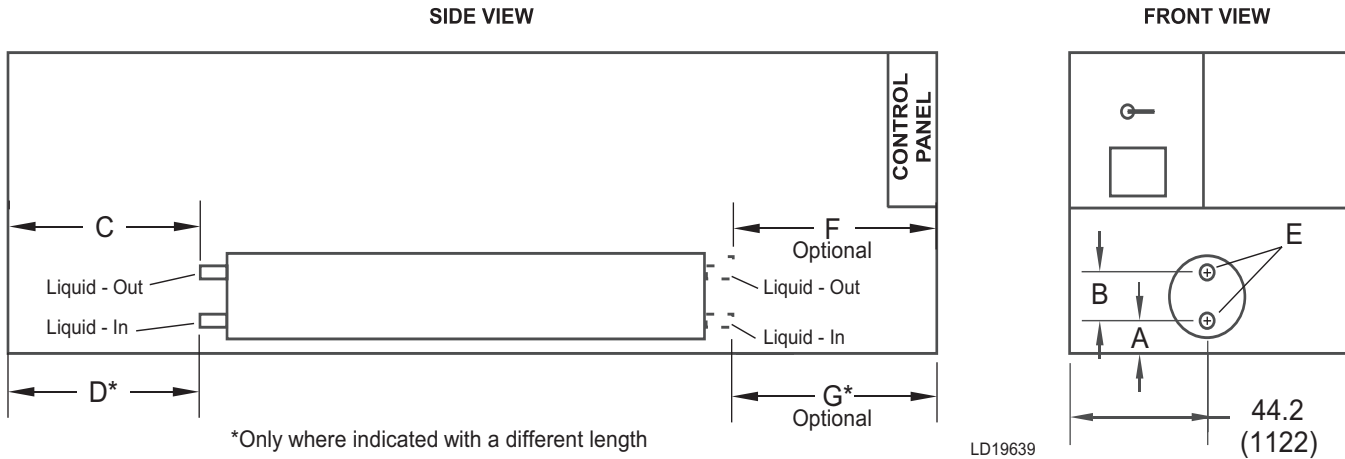 SIDE VIEW
FRONT VIEW
CONTROL
PANEL
C
F
Optional
E
Liquid - Out
Liquid - Out
B
Liquid - In
Liquid - In
A
D*
G*
Optional
44.2
(1122)
*Only where indicated with a different length
LD19639